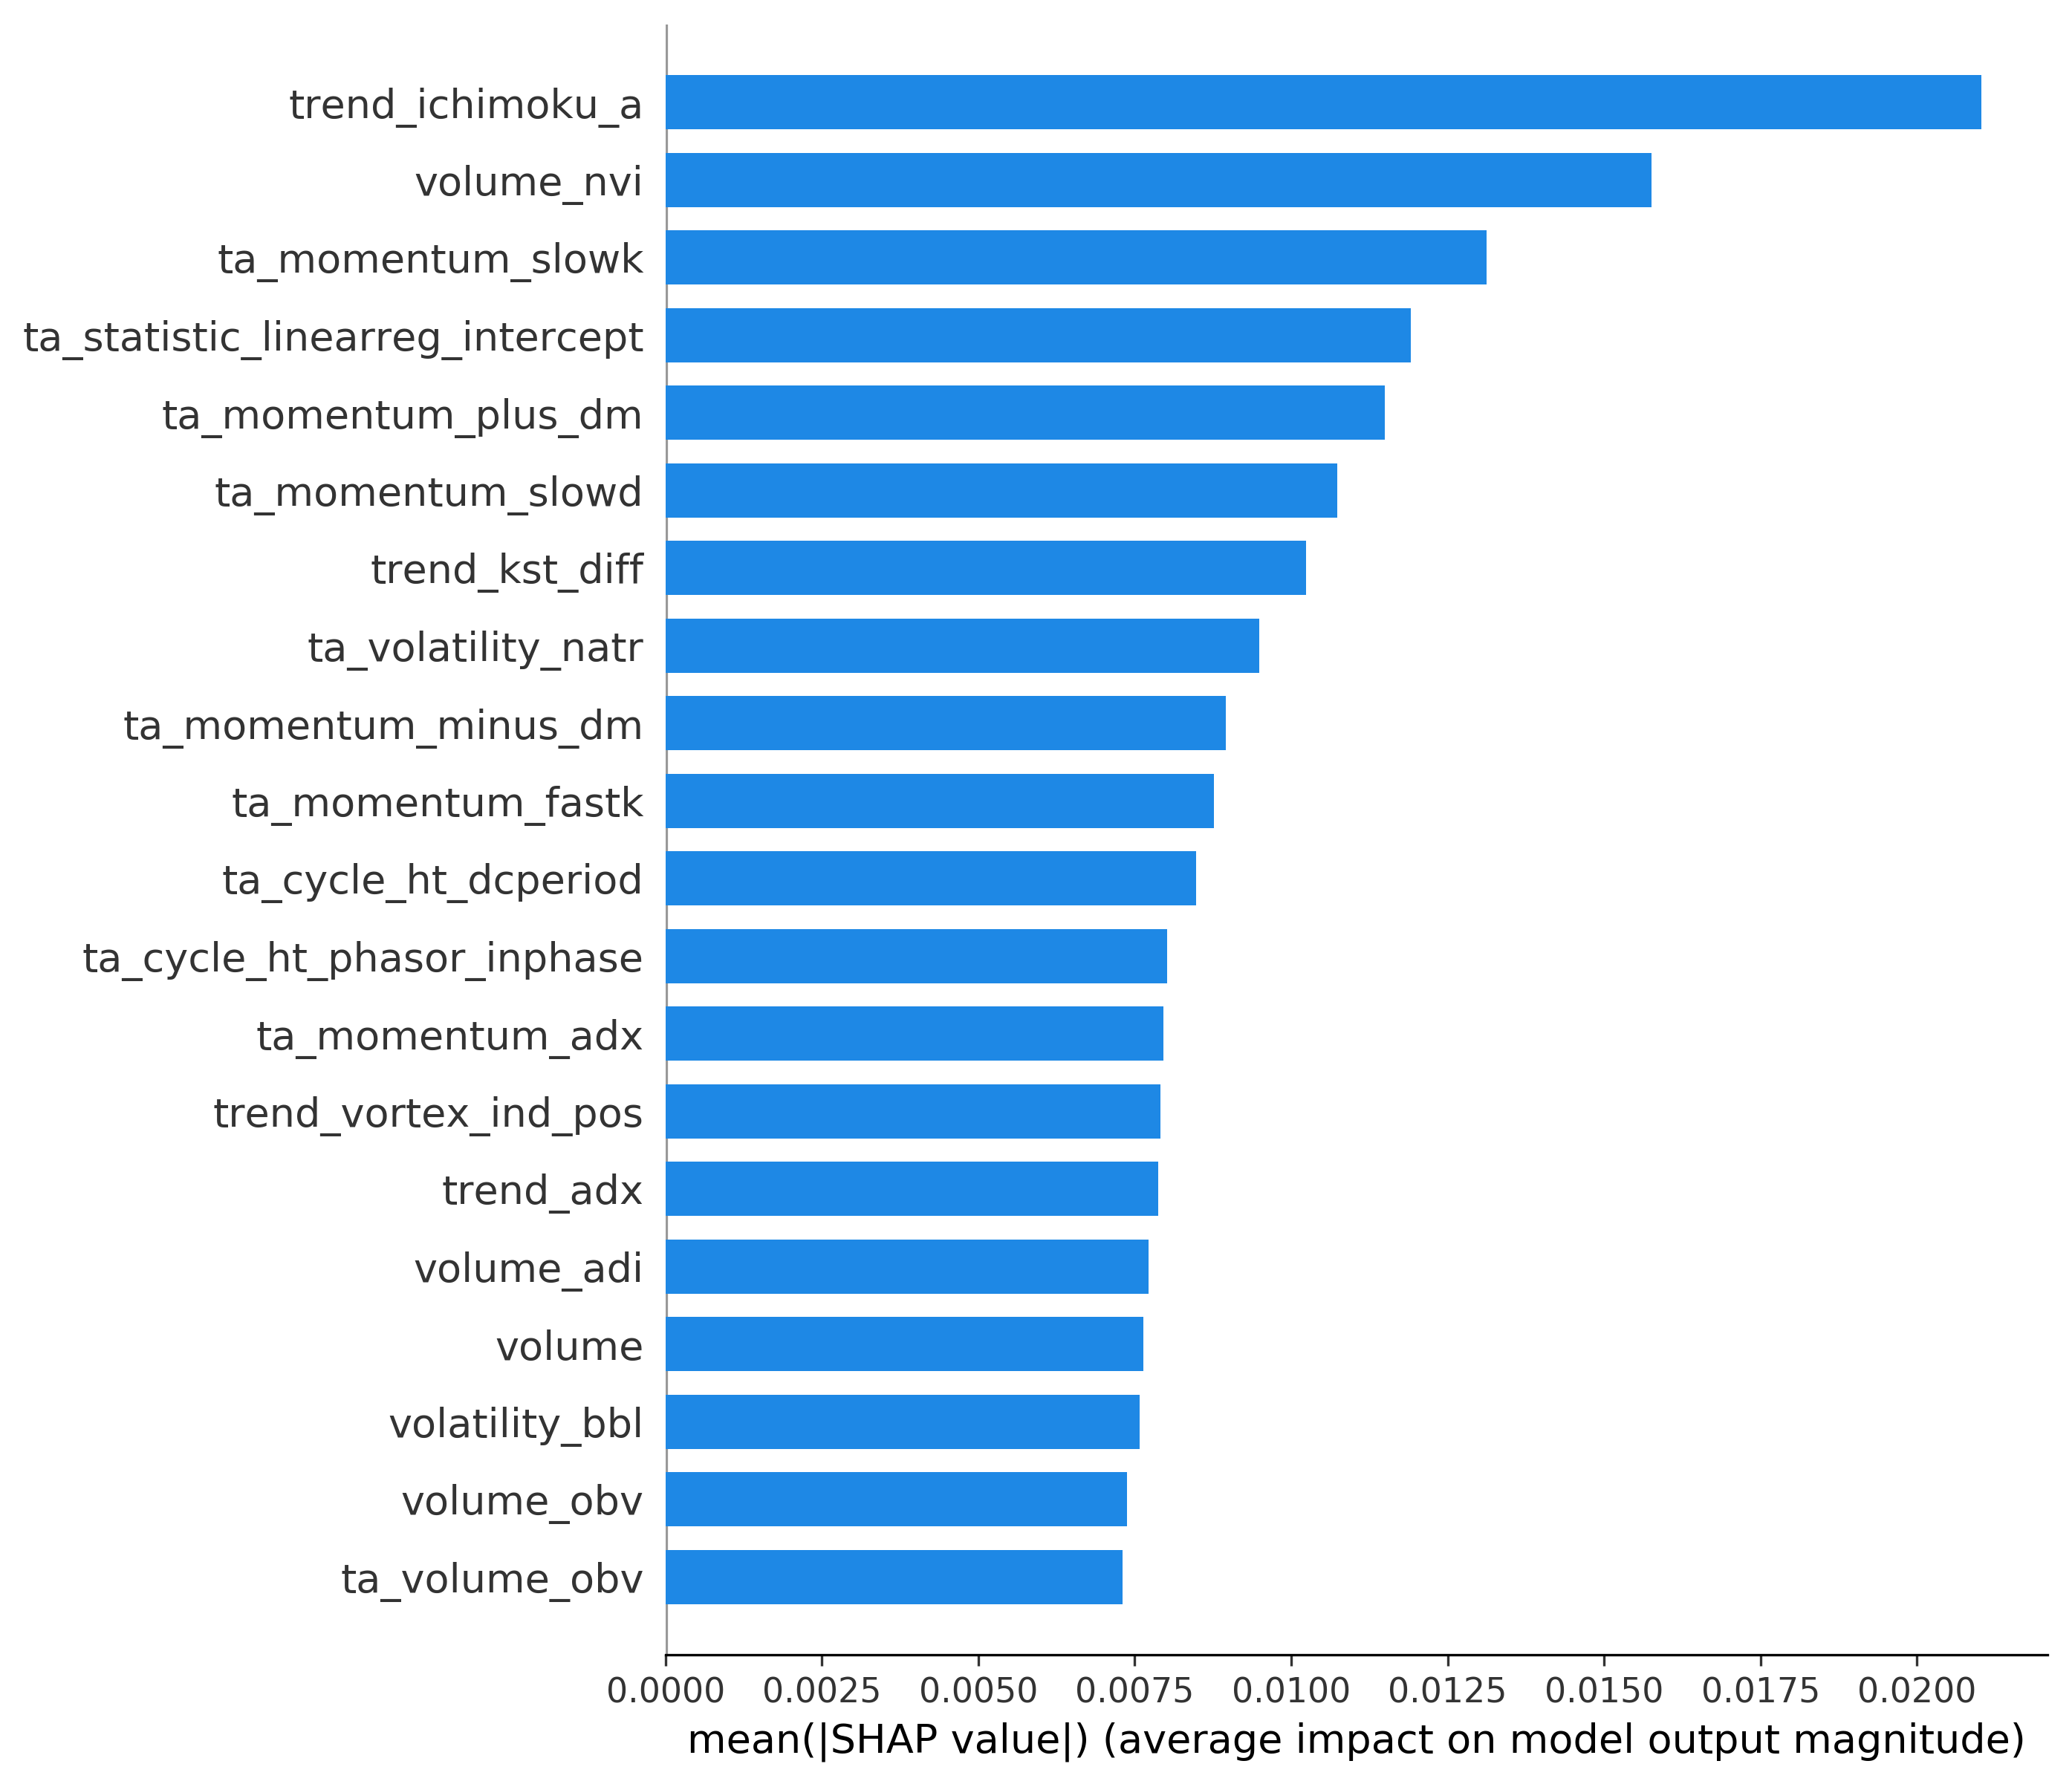 trend_ichimoku_a
volume_nvi
ta_momentum_slowk
ta_statistic_linearreg_intercept
ta_momentum_plus_dm
ta_momentum_slowd
trend_kst_diff
ta_volatility_natr
ta_momentum_minus_dm
ta_momentum_fastk
ta_cycle_ht_dcperiod
ta_cycle_ht_phasor_inphase
ta_momentum_adx
trend_vortex_ind_pos
trend_adx
volume_adi
volume
volatility_bbl
volume_obv
ta_volume_obv
0.0000 0.0025 0.0050 0.0075 0.0100 0.0125 0.0150 0.0175 0.0200
mean(|SHAP value|) (average impact on model output magnitude)